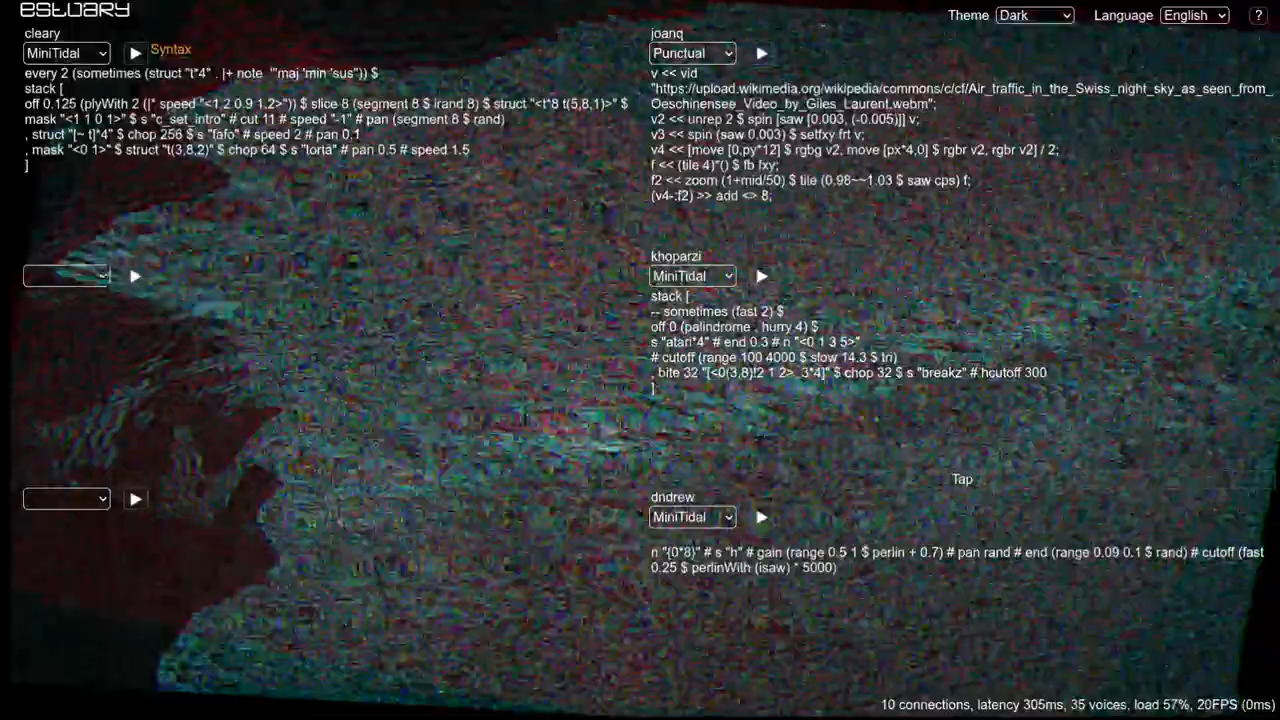 estuary
Theme Dark Language English ?
cleary
MiniTidal Syntax
every 2 (sometimes (struct "t*4" . |+ note "'maj 'min 'sus")) $
stack [
off 0.125 (plyWith 2 (|* speed "<1 2 0.9 1.2>")) $ slice 8 (segment 8 $ irand 8) $ struct "<t*8 t(5,8,1)>" $
mask "<1 1 0 1>" $ s "c_set_intro" # cut 11 # speed "-1" # pan (segment 8 $ rand)
, struct "[~ t]*4" $ chop 256 $ s "fafo" # speed 2 # pan 0.1
, mask "<0 1>" $ struct "t(3,8,2)" $ chop 64 $ s "torta" # pan 0.5 # speed 1.5
]
joanq
Punctual
v << vid
"https://upload.wikimedia.org/wikipedia/commons/c/cf/Air_traffic_in_the_Swiss_night_sky_as_seen_from_
Oeschinensee_Video_by_Giles_Laurent.webm";
v2 << unrep 2 $ spin [saw [0.003, (-0.005)]] v;
v3 << spin (saw 0.003) $ setfxy frt v;
v4 << [move [0,py*12] $ rgbg v2, move [px*4,0] $ rgbr v2, rgbr v2] / 2;
f << (tile 4)*() $ fb fxy;
f2 << zoom (1+mid/50) $ tile (0.98~~1.03 $ saw cps) f;
(v4-:f2) >> add <> 8;
khoparzi
MiniTidal
stack [
-- sometimes (fast 2) $
off 0 (palindrome . hurry 4) $
s "atari*4" # end 0.3 # n "<0 1 3 5>"
# cutoff (range 100 4000 $ slow 14.3 $ tri)
, bite 32 "[<0(3,8)!2 1 2>_3*4]" $ chop 32 $ s "breakz" # hcutoff 300
]
Tap
dndrew
MiniTidal
n "{0*8}" # s "h" # gain (range 0.5 1 $ perlin + 0.7) # pan rand # end (range 0.09 0.1 $ rand) # cutoff (fast
0.25 $ perlinWith (isaw) * 5000)
10 connections, latency 305ms, 35 voices, load 57%, 20FPS (0ms)